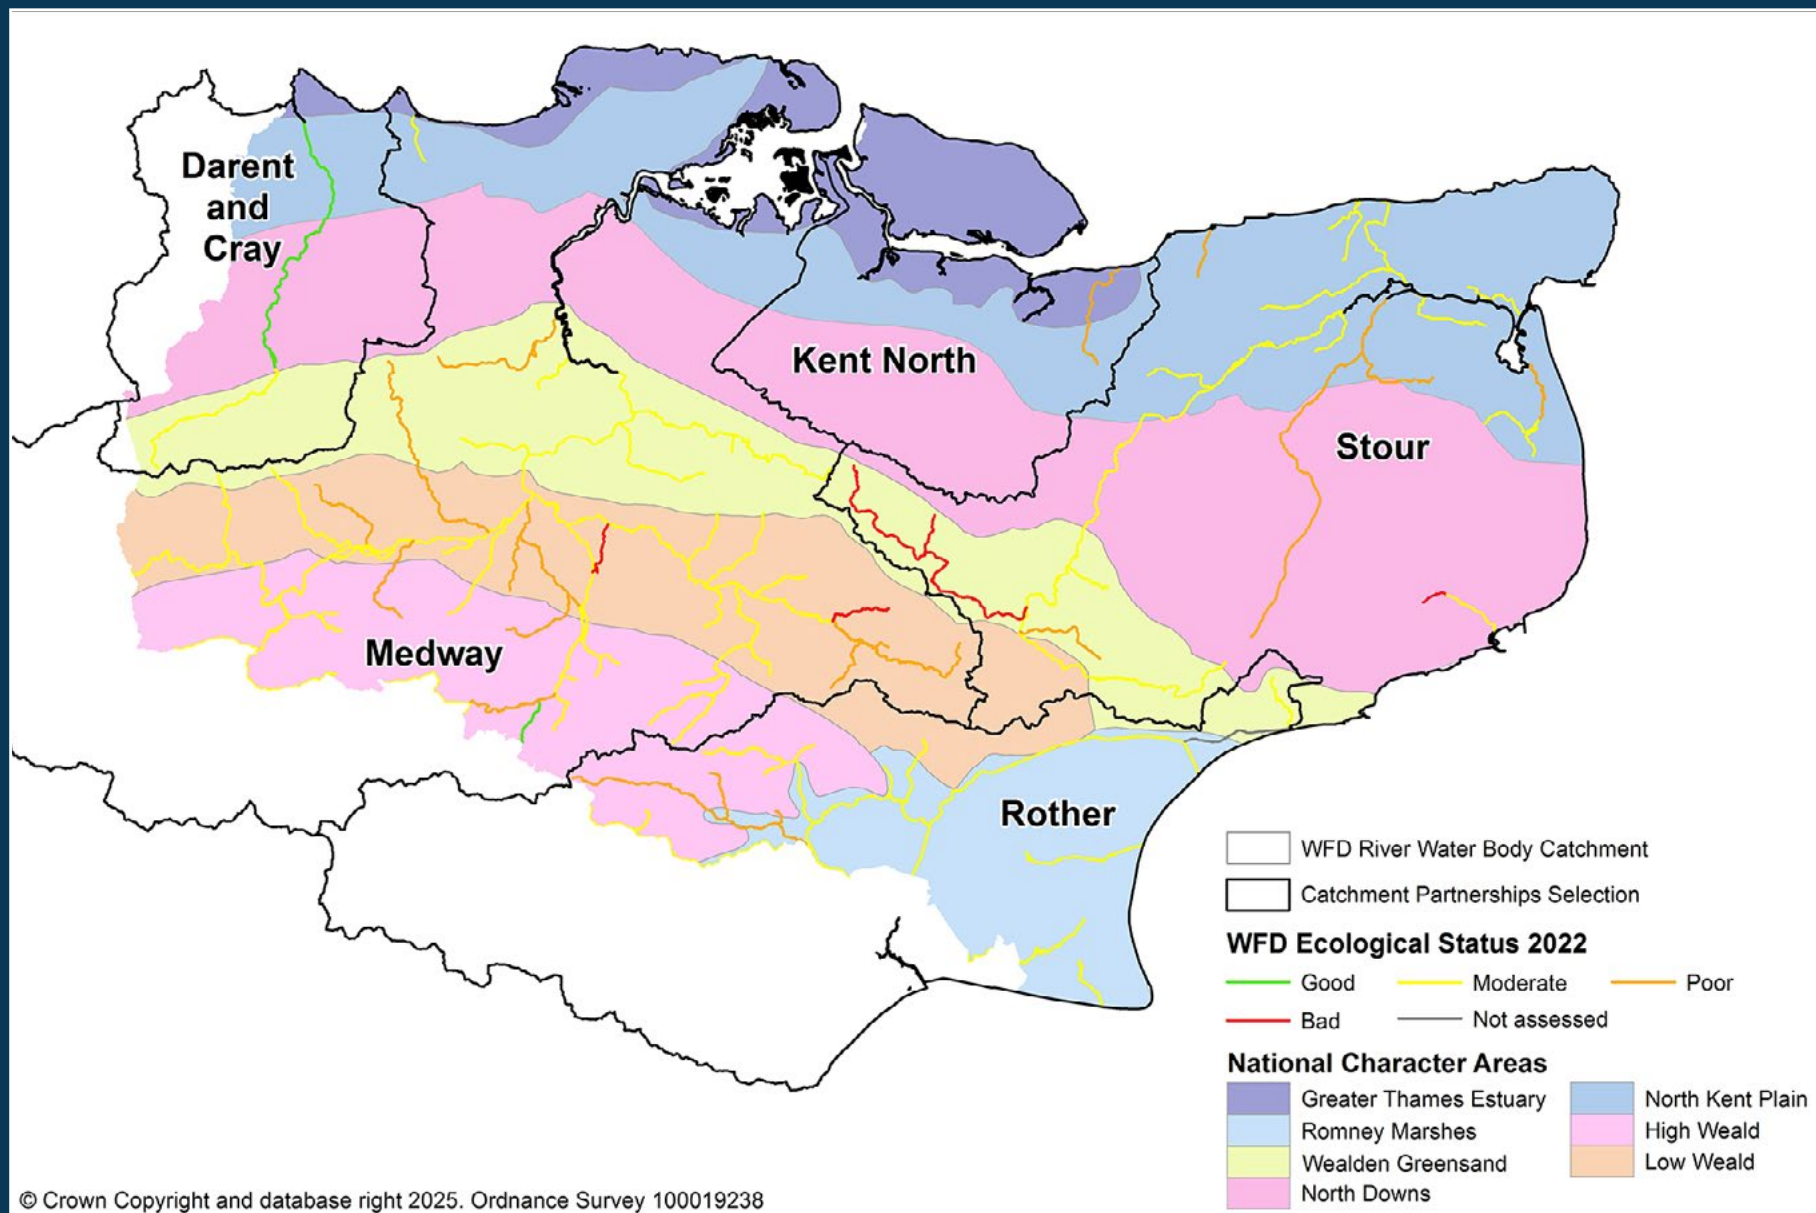 Darent
and
Cray
Kent North
Stour
Medway
Rother
WFD River Water Body Catchment
Catchment Partnerships Selection
WFD Ecological Status 2022
Good Moderate Poor
Bad Not assessed
National Character Areas
Greater Thames Estuary North Kent Plain
Romney Marshes High Weald
Wealden Greensand Low Weald
North Downs
© Crown Copyright and database right 2025. Ordnance Survey 100019238